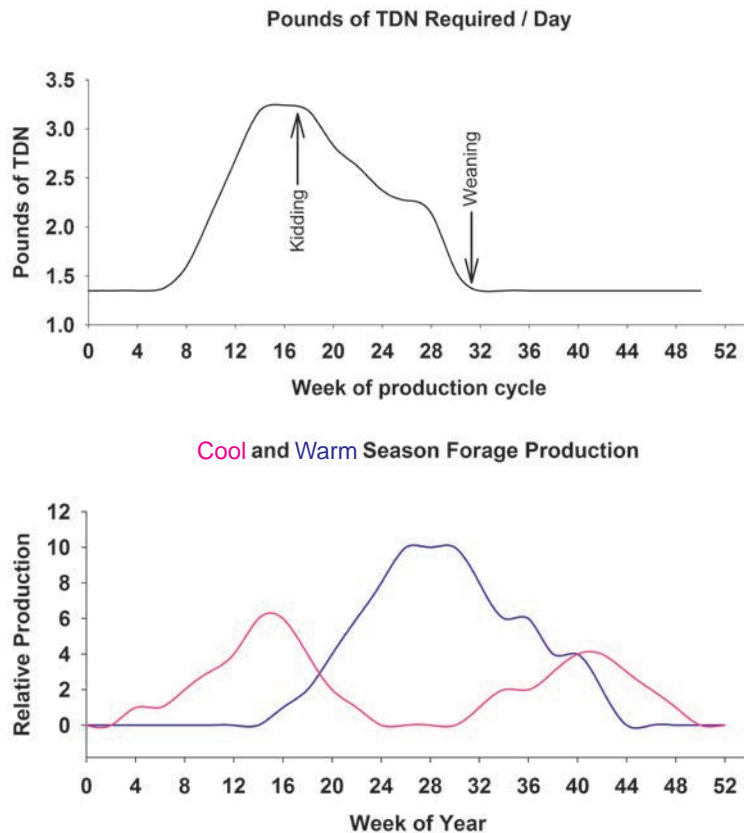 Pounds of TDN Required / Day
Pounds of TDN
3.5
3.0
2.5
2.0
1.5
1.0
Kidding
Weaning
0 4 8 12 16 20 24 28 32 36 40 44 48 52
Week of production cycle
Cool and Warm Season Forage Production
Relative Production
12
10
8
6
4
2
0
0 4 8 12 16 20 24 28 32 36 40 44 48 52
Week of Year